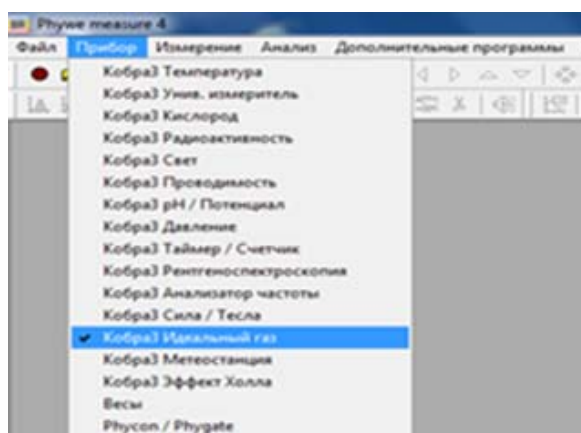 Phywe measure 4
Файл Прибор Измерение Анализ Дополнительные программы
Кобра3 Температура
Кобра3 Унив. измеритель
Кобра3 Кислород
Кобра3 Радиоактивность
Кобра3 Свет
Кобра3 Проводимость
Кобра3 pH / Потенциал
Кобра3 Давление
Кобра3 Таймер / Счетчик
Кобра3 Рентгеноспектроскопия
Кобра3 Анализатор частоты
Кобра3 Сила / Тесла
Кобра3 Идеальный газ
Кобра3 Метеостанция
Кобра3 Эффект Холла
Весы
Phycon / Phygate